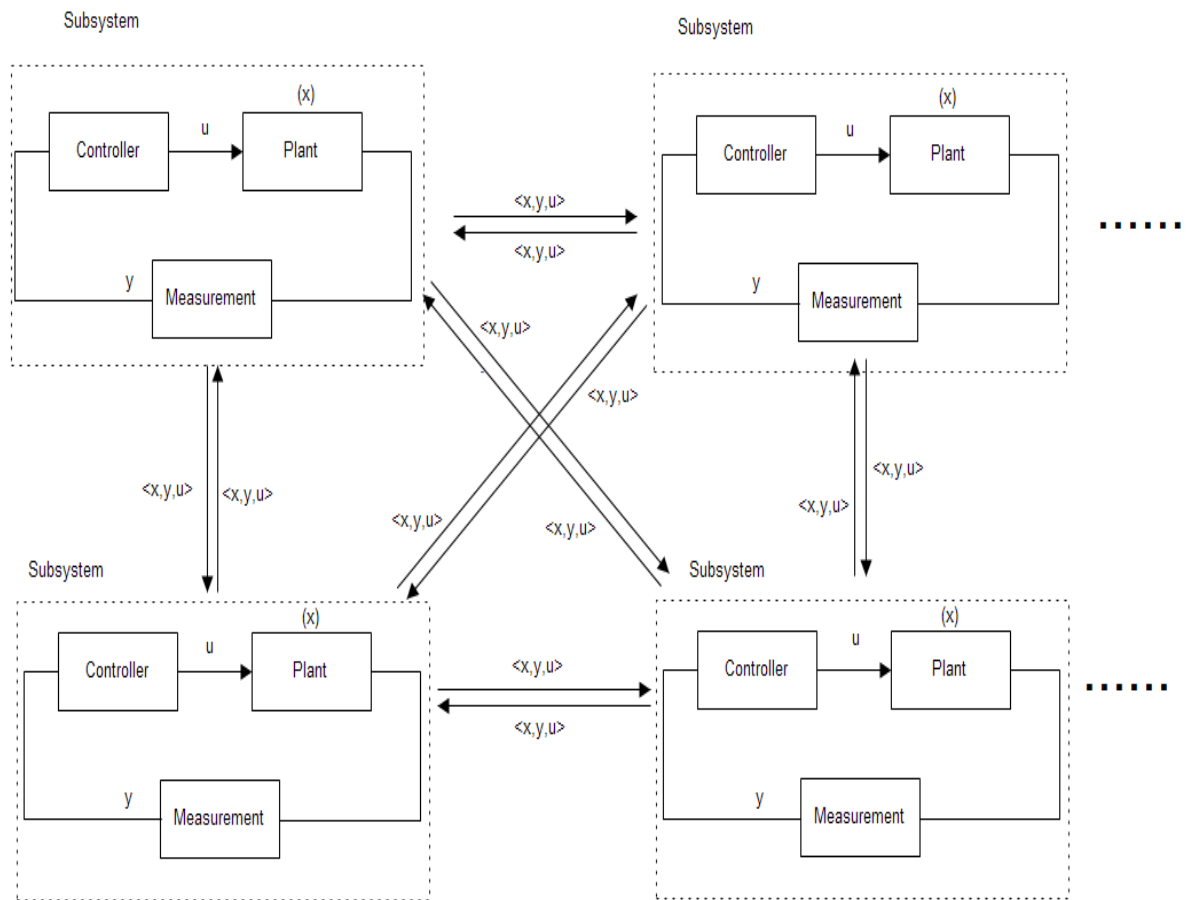 Subsystem
Subsystem
(x)
(x)
Controller
u
Plant
Controller
u
Plant
<x,y,u>
......
<x,y,u>
y
Measurement
y
Measurement
<x,y,u>
<x,y,u>
<x,y,u>
<x,y,u>
<x,y,u>
<x,y,u>
<x,y,u>
<x,y,u>
Subsystem
Subsystem
(x)
(x)
Controller
u
Plant
Controller
u
Plant
<x,y,u>
......
<x,y,u>
y
Measurement
y
Measurement